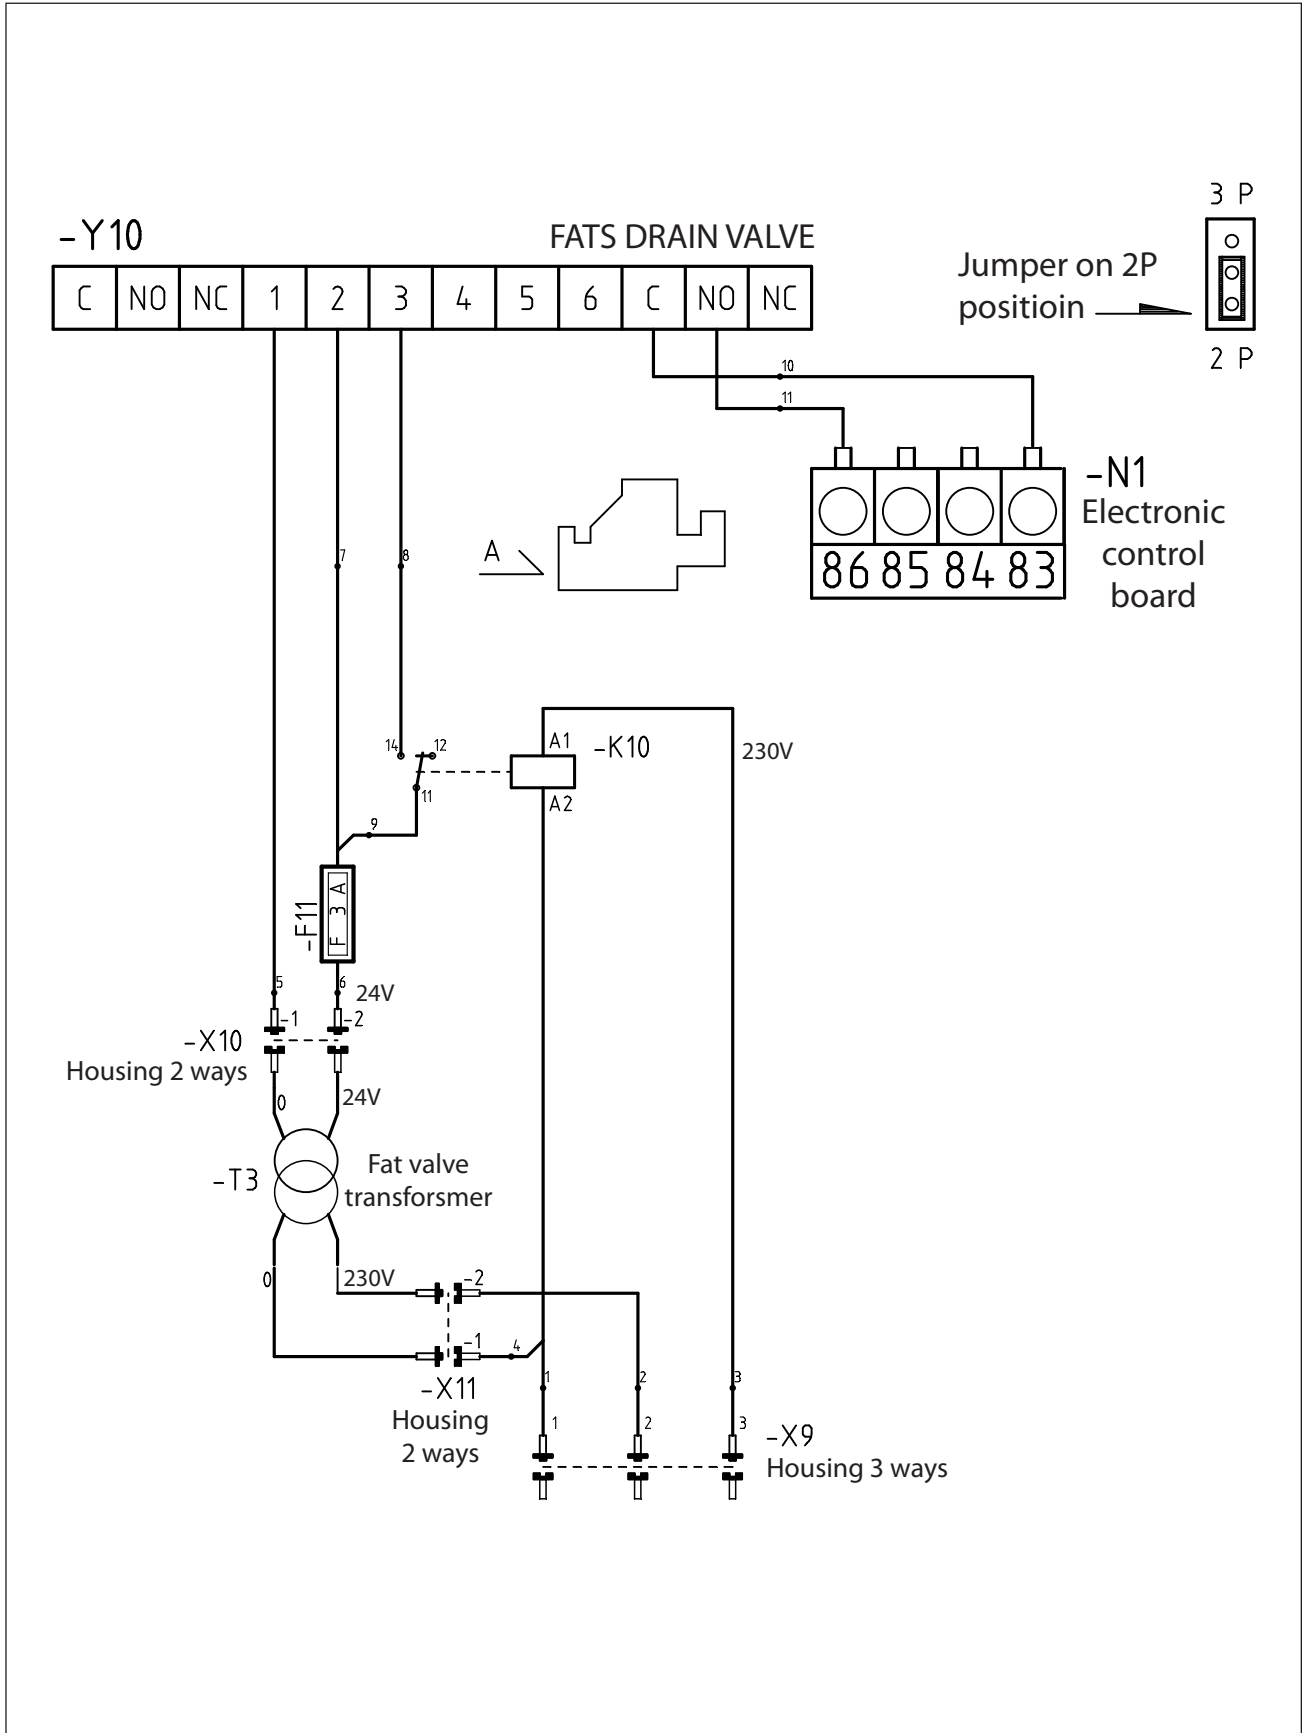 3 P
-Y10
FATS DRAIN VALVE
Jumper on 2P
positioin
C NO NC 1 2 3 4 5 6 C NO NC
2 P
10
11
-N1
Electronic
control
board
86 85 84 83
7
8
A
14
12
11
A1
-K10
230V
A2
9
-F11
F 3 A
5
6
24V
-1
-2
-X10
Housing 2 ways
0
24V
-T3
Fat valve
transforsmer
0
230V
-2
-1
4
-X11
Housing
2 ways
1
2
3
1
2
3
-X9
Housing 3 ways